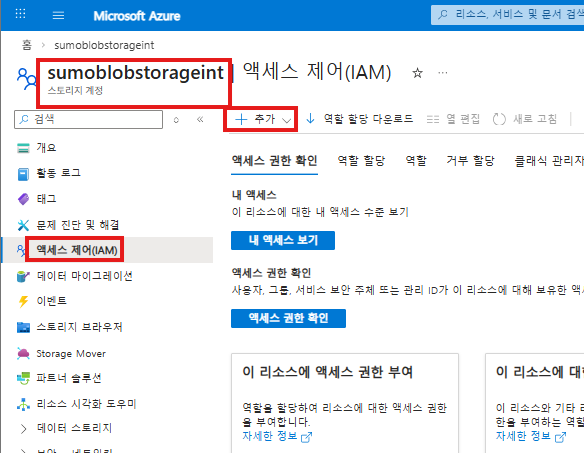 Microsoft Azure
리소스, 서비스 및 문서 검색
홈 > sumoblobstorageint
sumoblobstorageint | 액세스 제어(IAM) ☆ ...
스토리지 계정
검색
+ 추가
역할 할당 다운로드
열 편집
새로 고침
개요
활동 로그
태그
문제 진단 및 해결
액세스 제어(IAM)
데이터 마이그레이션
이벤트
스토리지 브라우저
Storage Mover
파트너 솔루션
리소스 시각화 도우미
데이터 스토리지
액세스 권한 확인
역할 할당
역할
거부 할당
클래식 관리자
내 액세스
이 리소스에 대한 내 액세스 수준 보기
내 액세스 보기
액세스 권한 확인
사용자, 그룹, 서비스 보안 주체 또는 관리 ID가 이 리소스에 대해 보유한
액세스 권한 확인
이 리소스에 액세스 권한 부여
역할을 할당하여 리소스에 대한 액세스 권한
을 부여합니다.
자세한 정보
이 리소스에
이 리소스와 기타
한을 부여하는
자세한 정보